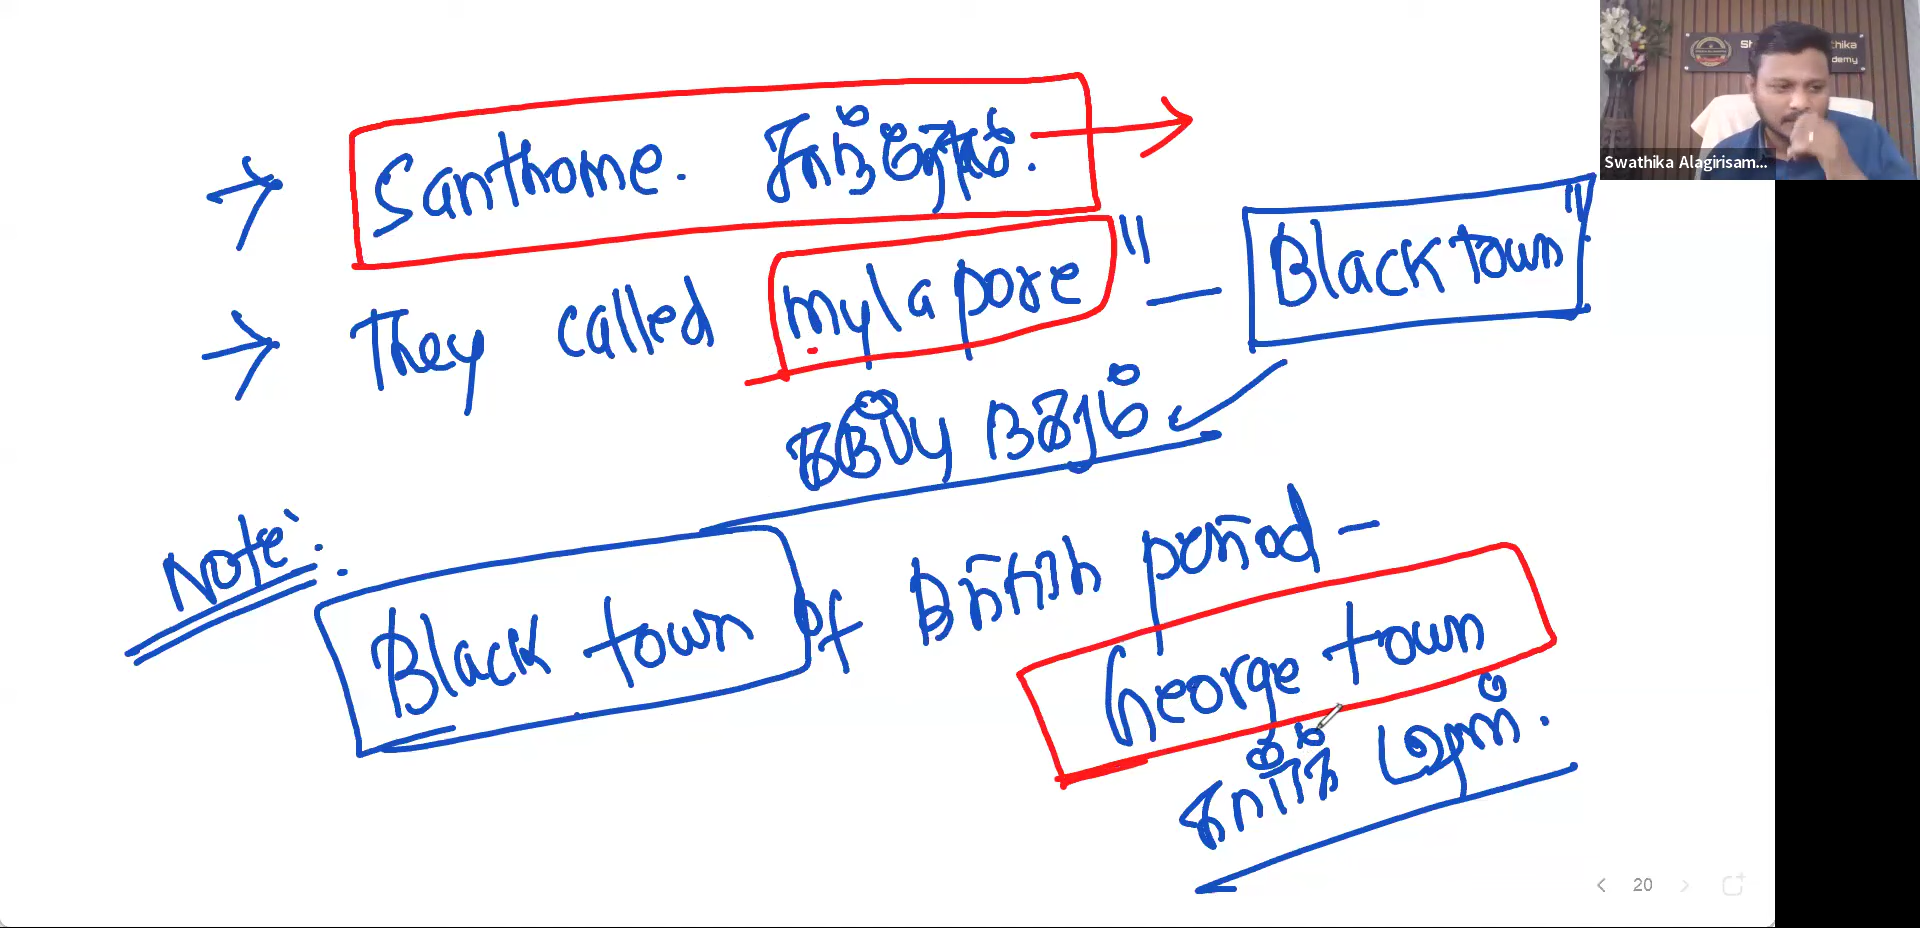 → Santhome. சாந்தோம். →
→ They called "mylapore" — Black town"
கருப்பு நகரம்
Note:
Black town of British period -
George town
ஜார்ஜ் டவுன்.
Swathika Alagirisam...
20